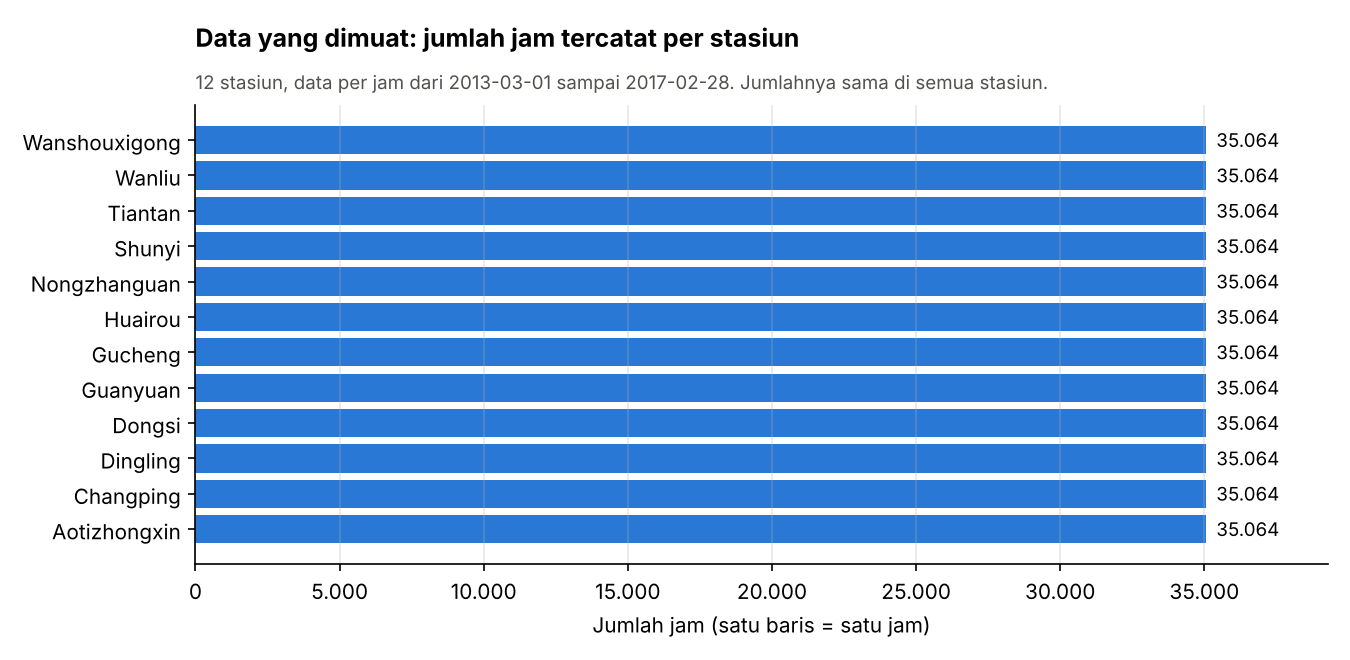 Data yang dimuat: jumlah jam tercatat per stasiun
12 stasiun, data per jam dari 2013-03-01 sampai 2017-02-28. Jumlahnya sama di semua stasiun.
Wanshouxigong 35.064
Wanliu 35.064
Tiantan 35.064
Shunyi 35.064
Nongzhanguan 35.064
Huairou 35.064
Gucheng 35.064
Guanyuan 35.064
Dongsi 35.064
Dingling 35.064
Changping 35.064
Aotizhongxin 35.064
0 5.000 10.000 15.000 20.000 25.000 30.000 35.000
Jumlah jam (satu baris = satu jam)